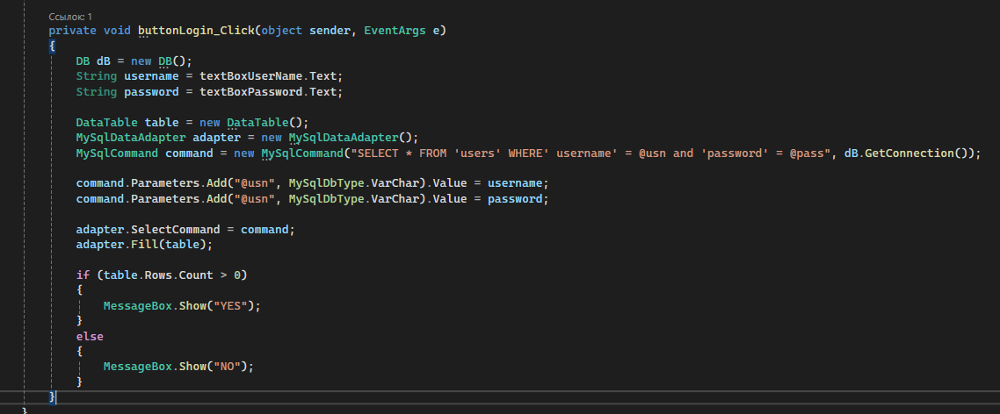 Ссылок: 1
private void buttonLogin_Click(object sender, EventArgs e)
{
DB dB = new DB();
String username = textBoxUserName.Text;
String password = textBoxPassword.Text;
DataTable table = new DataTable();
MySqlDataAdapter adapter = new MySqlDataAdapter();
MySqlCommand command = new MySqlCommand("SELECT * FROM 'users' WHERE' username' = @usn and 'password' = @pass", dB.GetConnection());
command.Parameters.Add("@usn", MySqlDbType.VarChar).Value = username;
command.Parameters.Add("@usn", MySqlDbType.VarChar).Value = password;
adapter.SelectCommand = command;
adapter.Fill(table);
if (table.Rows.Count > 0)
{
MessageBox.Show("YES");
}
else
{
MessageBox.Show("NO");
}
}
}